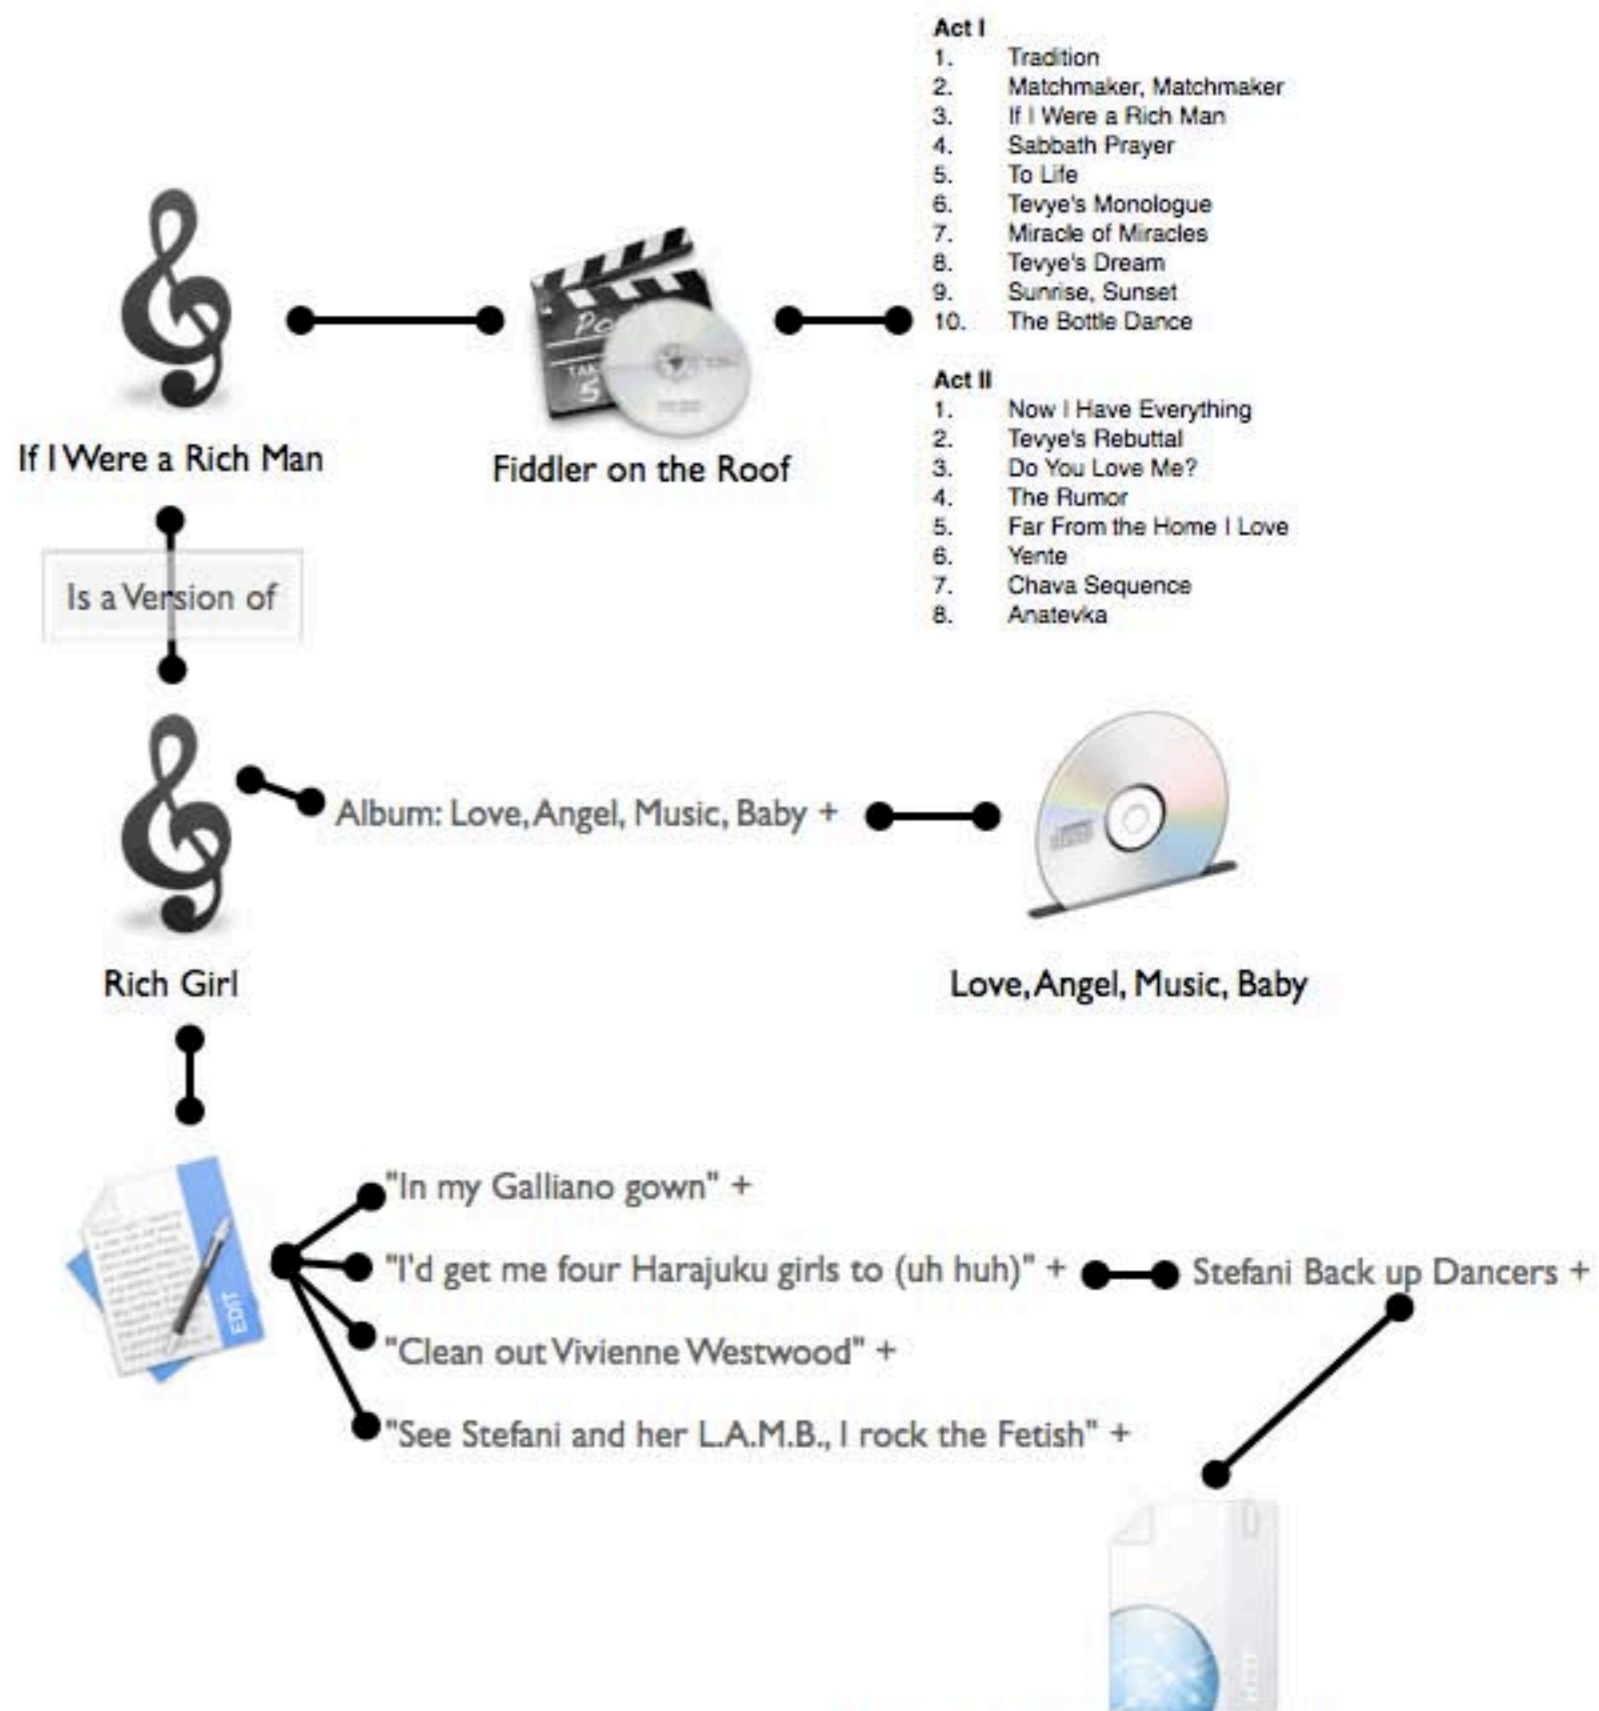 Act I
1. Tradition
2. Matchmaker, Matchmaker
3. If I Were a Rich Man
4. Sabbath Prayer
5. To Life
6. Tevye's Monologue
7. Miracle of Miracles
8. Tevye's Dream
9. Sunrise, Sunset
10. The Bottle Dance
Act II
1. Now I Have Everything
2. Tevye's Rebuttal
3. Do You Love Me?
4. The Rumor
5. Far From the Home I Love
6. Yente
7. Chava Sequence
8. Anatevka
If I Were a Rich Man
Fiddler on the Roof
Is a Version of
Album: Love, Angel, Music, Baby +
Rich Girl
Love, Angel, Music, Baby
"In my Galliano gown" +
"I'd get me four Harajuku girls to (uh huh)" +
Stefani Back up Dancers +
"Clean out Vivienne Westwood" +
"See Stefani and her L.A.M.B., I rock the Fetish" +
EDIT